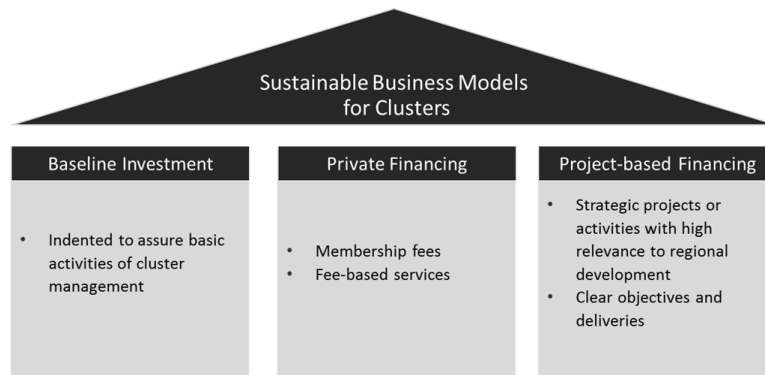 Sustainable Business Models
for Clusters
Baseline Investment
• Indented to assure basic
activities of cluster
management
Private Financing
• Membership fees
• Fee-based services
Project-based Financing
• Strategic projects or
activities with high
relevance to regional
development
• Clear objectives and
deliveries